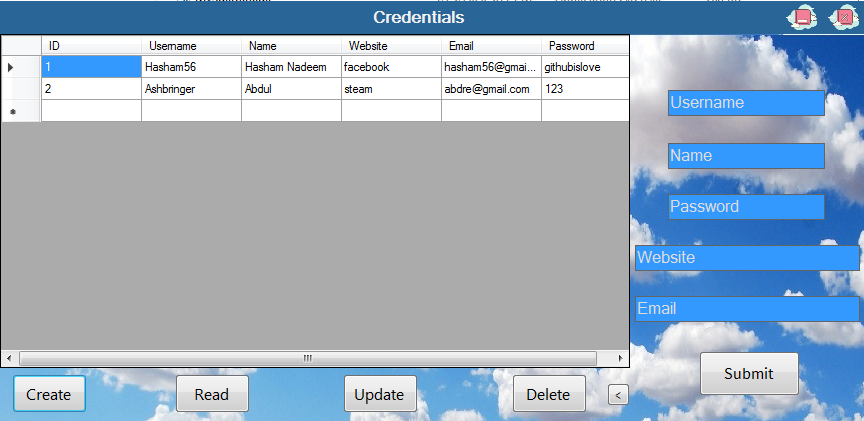 Credentials
ID Username Name Website Email Password
1 Hasham56 Hasham Nadeem facebook hasham56@gmai... githubislove
2 Ashbringer Abdul steam abdre@gmail.com 123
Username
Name
Password
Website
Email
Submit
Create Read Update Delete <